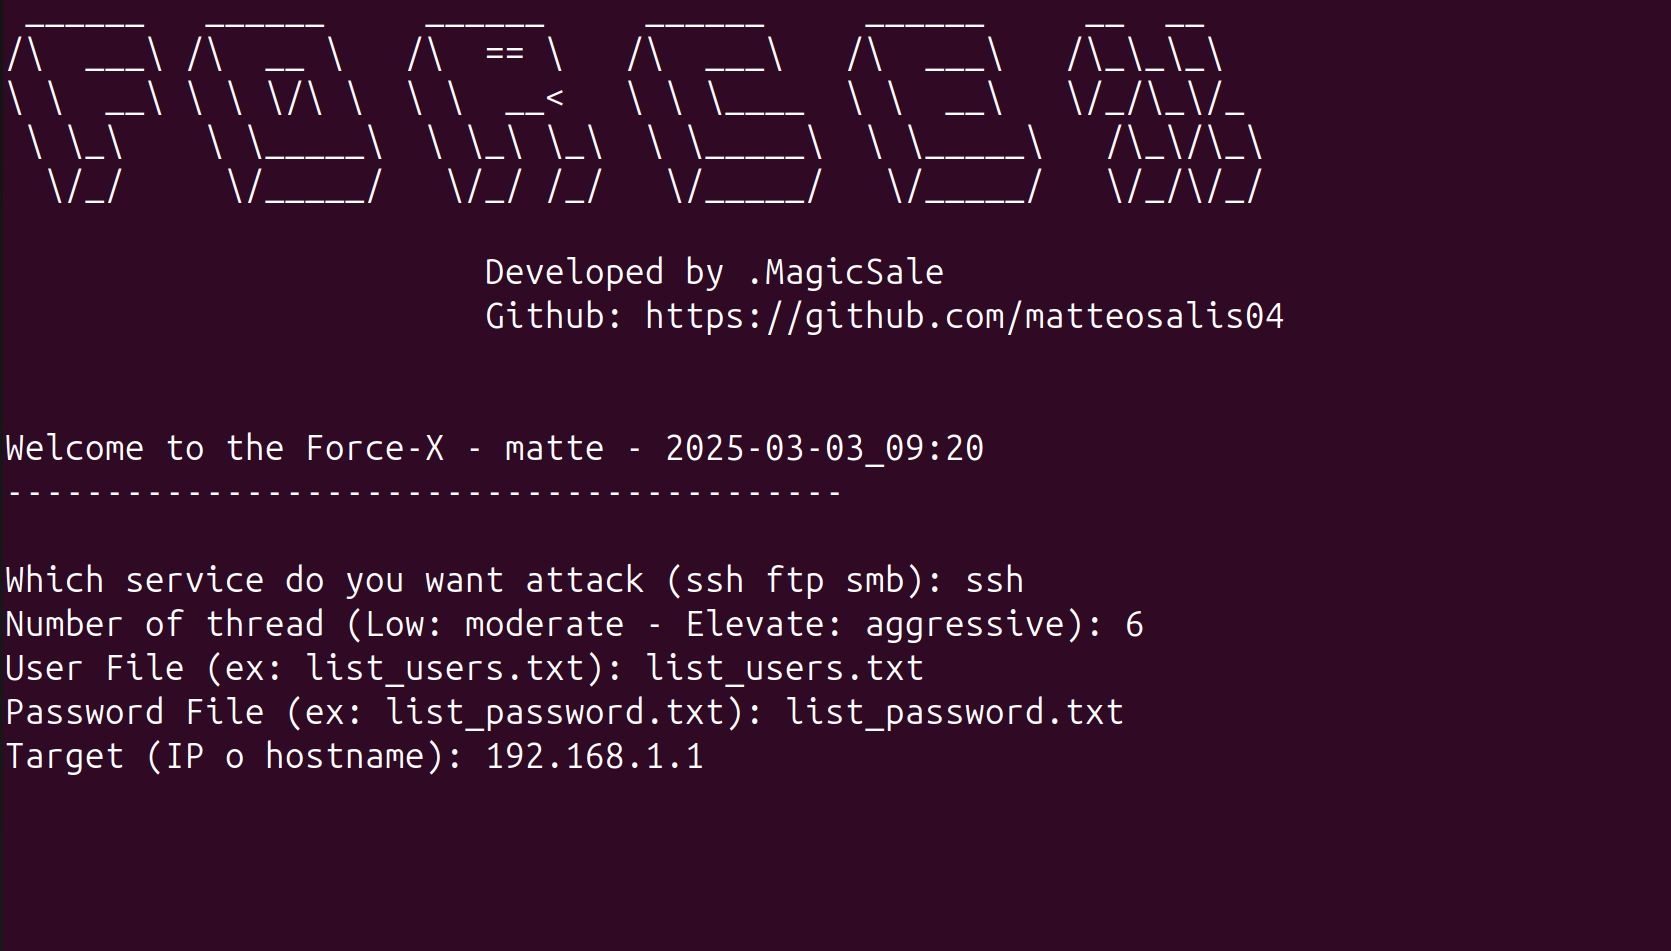 ______   ______     ______     ______     ______     __  __
/\  ___\ /\  __ \   /\  == \   /\  ___\   /\  ___\   /\_\_\_\
\ \  __\ \ \ \/\ \  \ \  __<   \ \ \____  \ \  __\   \/_/\_\/_
 \ \_\    \ \_____\  \ \_\ \_\  \ \_____\  \ \_____\   /\_\/\_\
  \/_/     \/_____/   \/_/ /_/   \/_____/   \/_____/   \/_/\/_/
Developed by .MagicSale
Github: https://github.com/matteosalis04
Welcome to the Force-X - matte - 2025-03-03_09:20
------------------------------------------
Which service do you want attack (ssh ftp smb): ssh
Number of thread (Low: moderate - Elevate: aggressive): 6
User File (ex: list_users.txt): list_users.txt
Password File (ex: list_password.txt): list_password.txt
Target (IP o hostname): 192.168.1.1